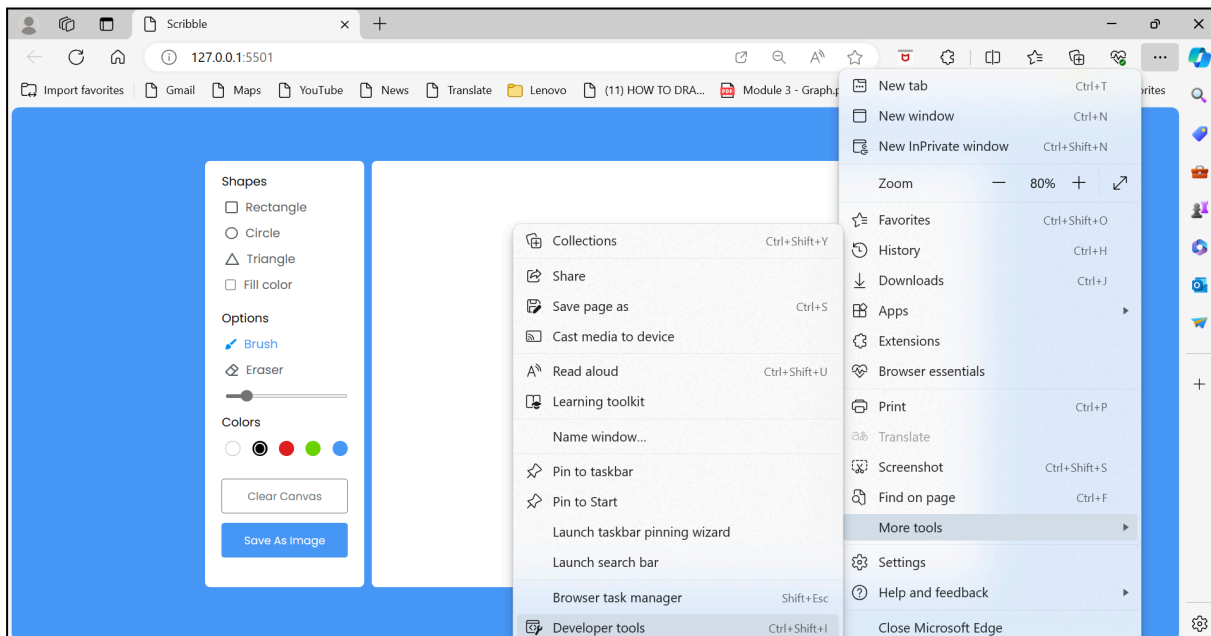 Scribble
127.0.0.1:5501
Import favorites Gmail Maps YouTube News Translate Lenovo (11) HOW TO DRA... Module 3 - Graph.p
Shapes
Rectangle
Circle
Triangle
Fill color
Options
Brush
Eraser
Colors
Clear Canvas
Save As Image
Collections Ctrl+Shift+Y
Share
Save page as Ctrl+S
Cast media to device
Read aloud Ctrl+Shift+U
Learning toolkit
Name window...
Pin to taskbar
Pin to Start
Launch taskbar pinning wizard
Launch search bar
Browser task manager Shift+Esc
Developer tools Ctrl+Shift+I
New tab Ctrl+T
New window Ctrl+N
New InPrivate window Ctrl+Shift+N
Zoom 80%
Favorites Ctrl+Shift+O
History Ctrl+H
Downloads Ctrl+J
Apps
Extensions
Browser essentials
Print Ctrl+P
Translate
Screenshot Ctrl+Shift+S
Find on page Ctrl+F
More tools
Settings
Help and feedback
Close Microsoft Edge